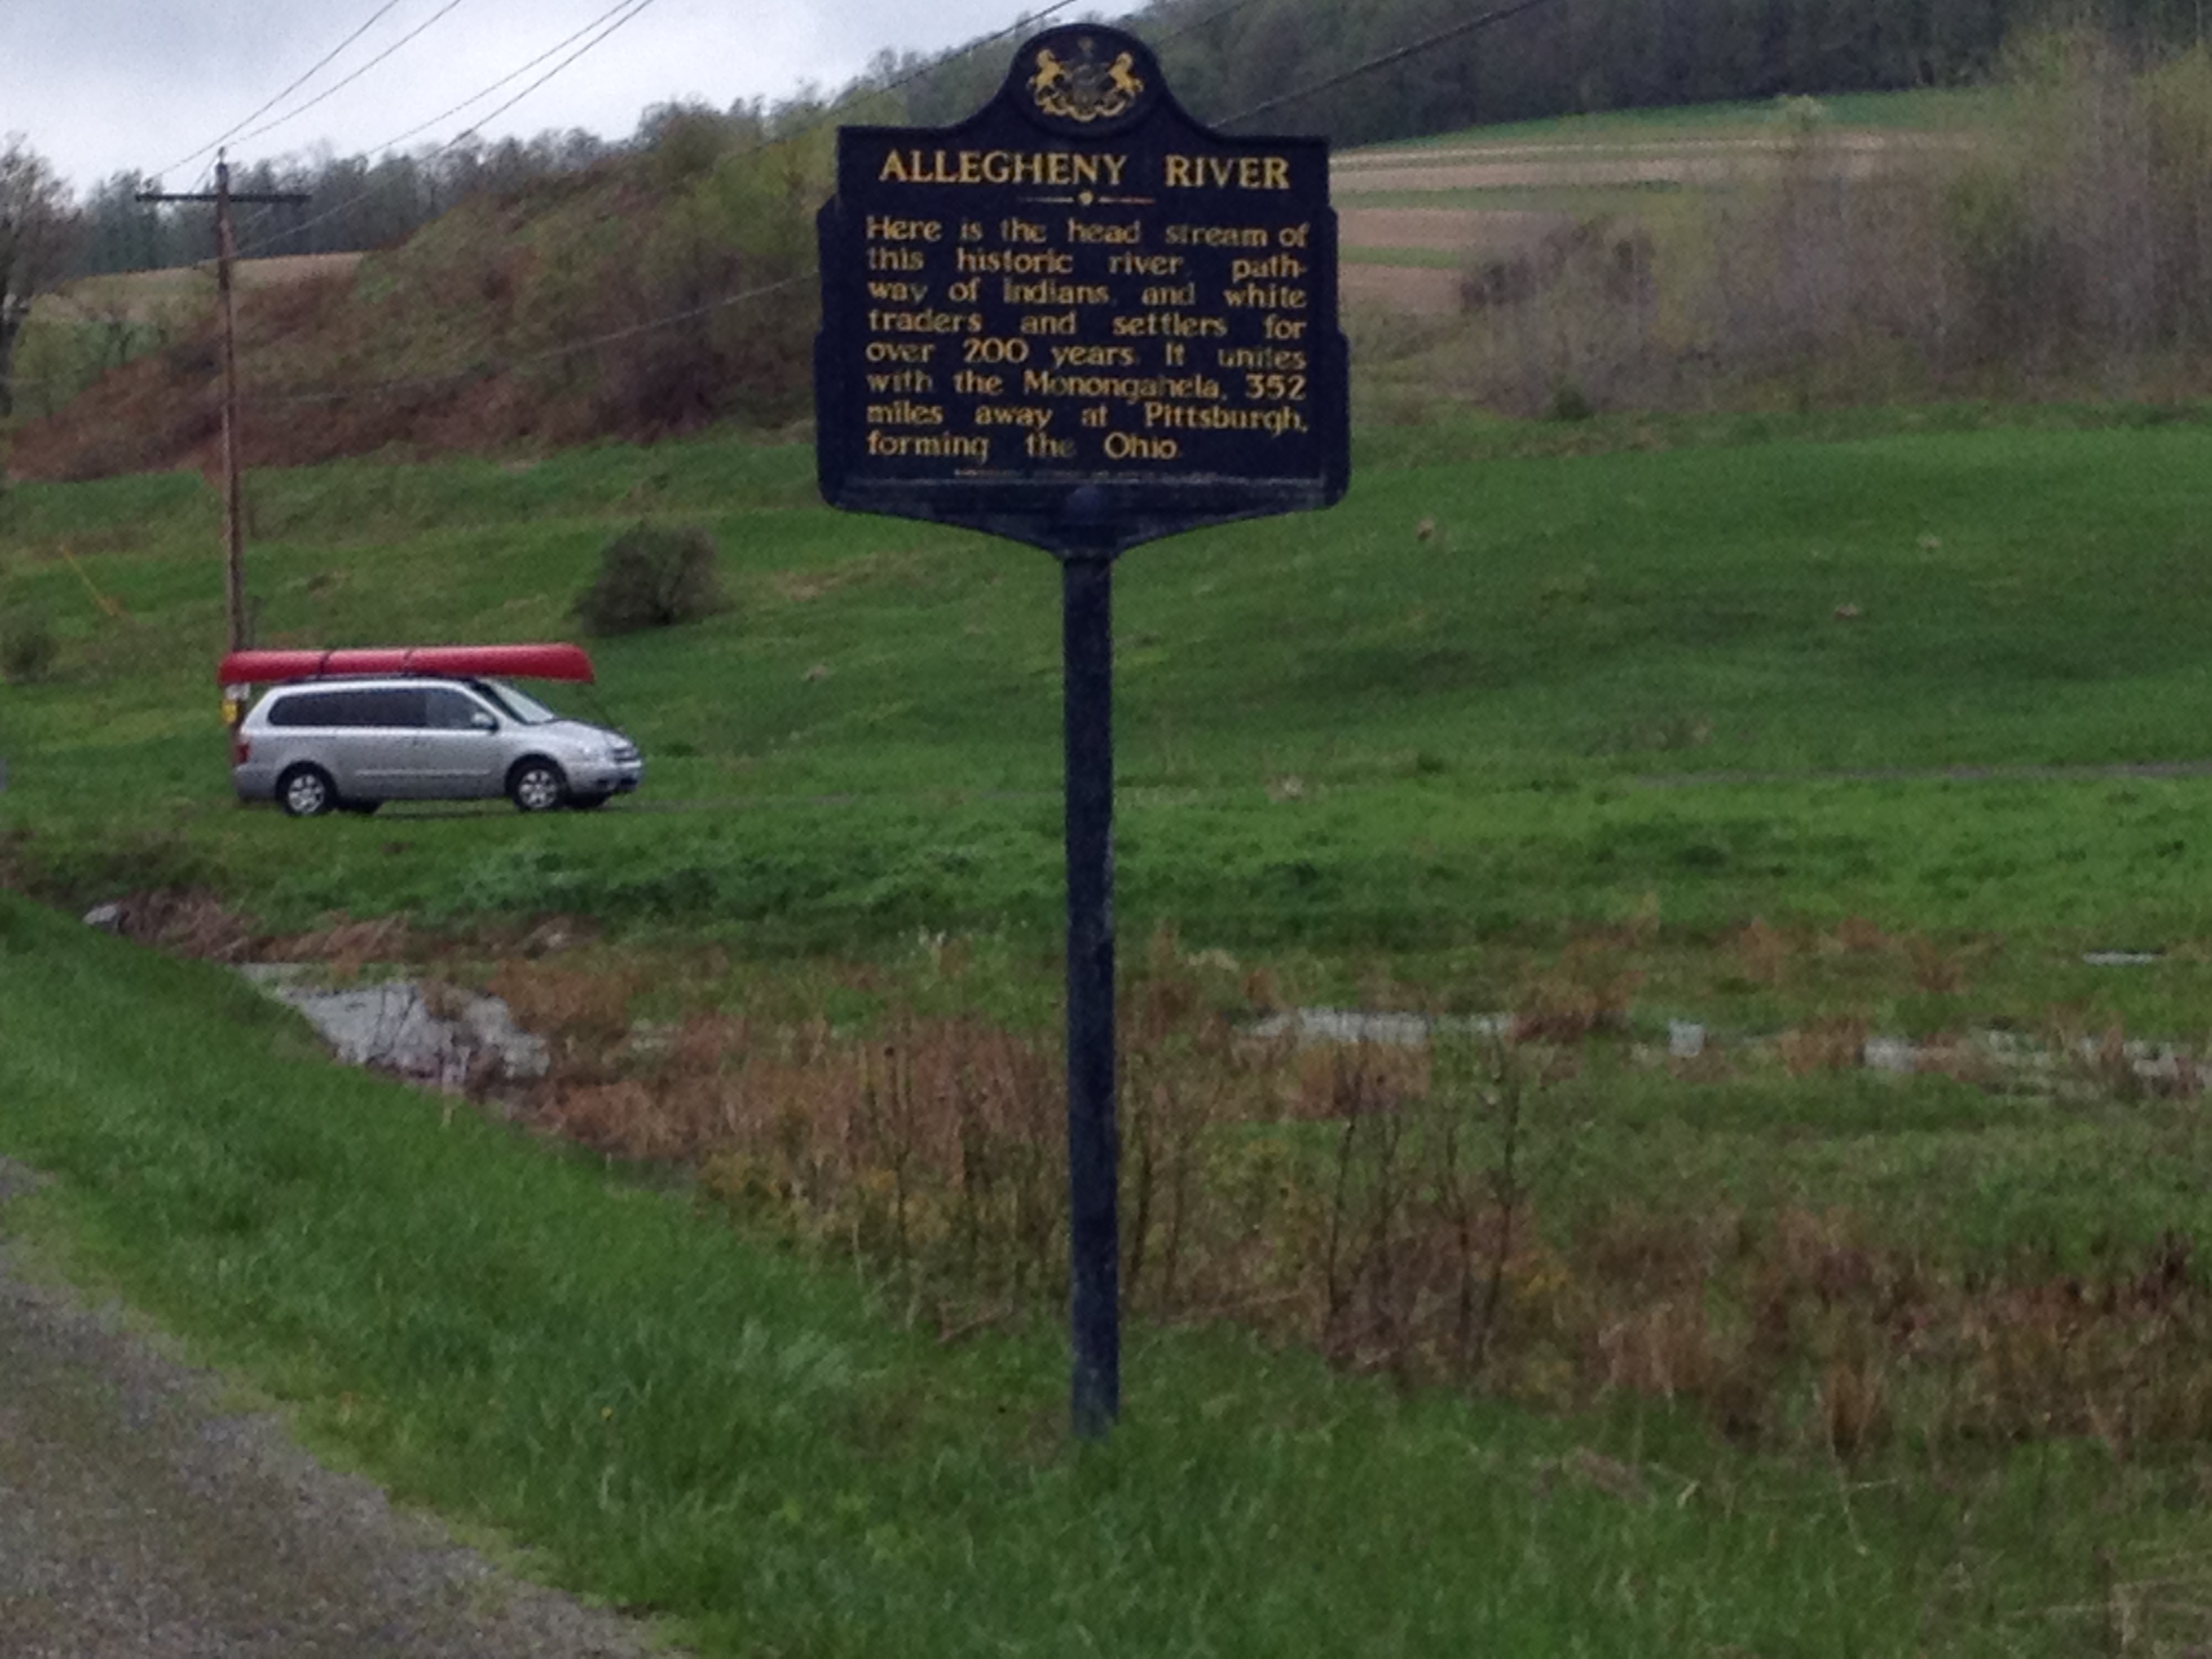 ALLEGHENY RIVER
Here is the head stream of
this historic river, path-
way of Indians, and white
traders and settlers for
over 200 years. It unites
with the Monongahela, 352
miles away at Pittsburgh,
forming the Ohio.